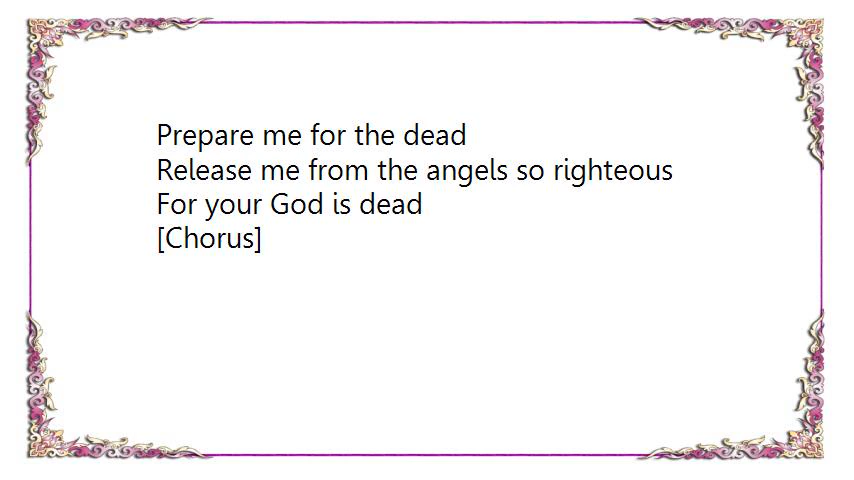 Prepare me for the dead
Release me from the angels so righteous
For your God is dead
[Chorus]